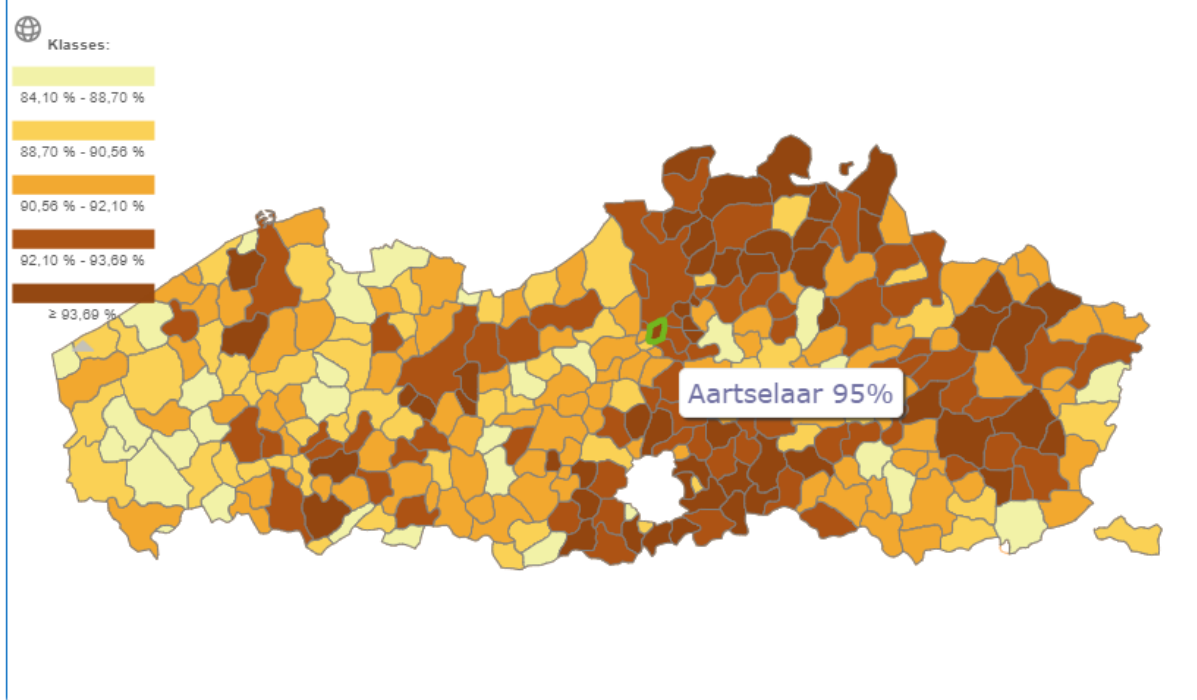 Klasses:
84,10 % - 88,70 %
88,70 % - 90,56 %
90,56 % - 92,10 %
92,10 % - 93,69 %
≥ 93,69 %
Aartselaar 95%